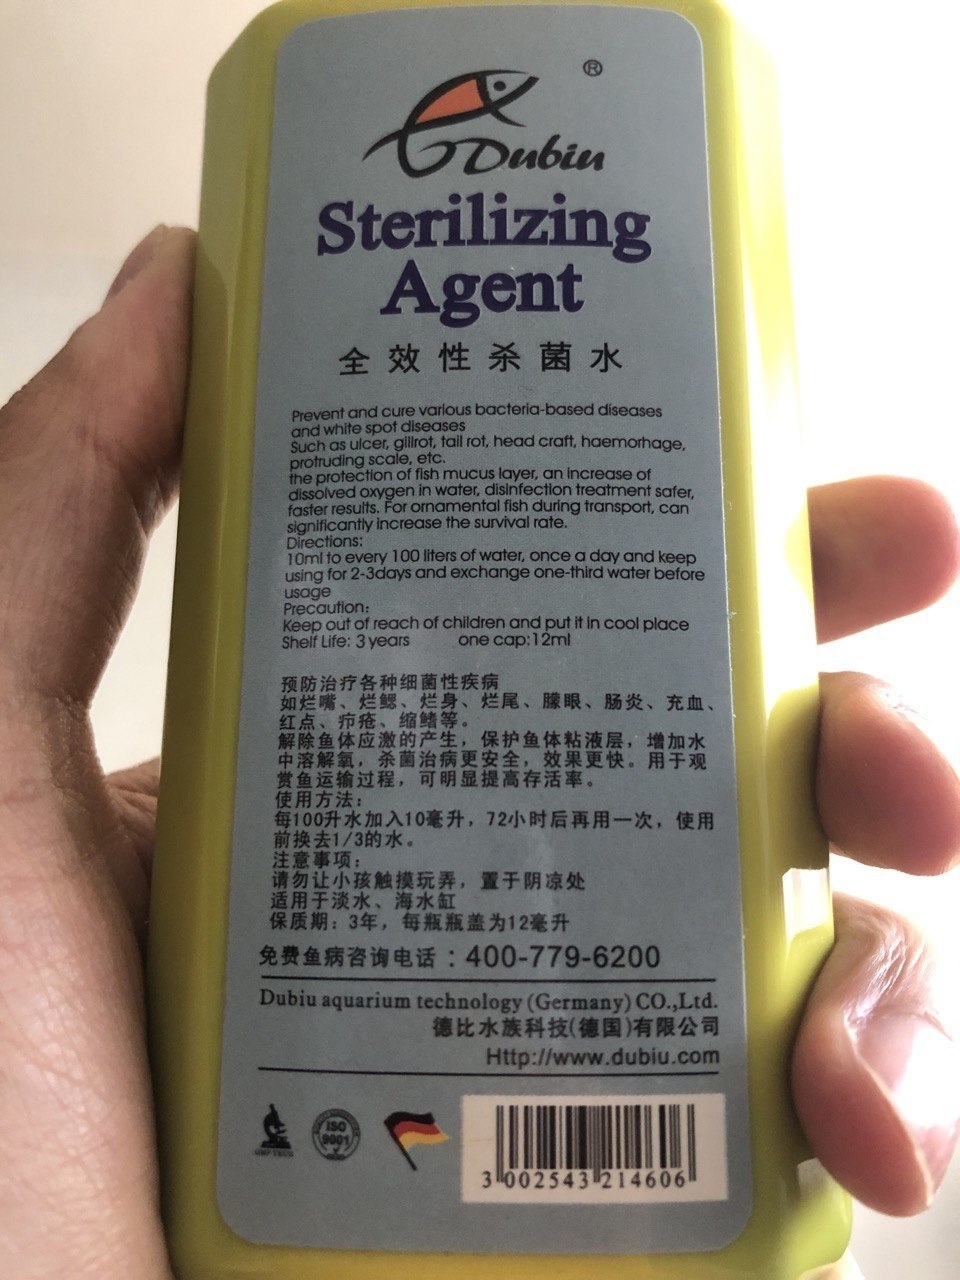 ®
Dubiu
Sterilizing
Agent
全效性杀菌水
Prevent and cure various bacteria-based diseases
and white spot diseases
Such as ulcer, gillrot, tail rot, head craft, haemorhage,
protruding scale, etc.
the protection of fish mucus layer, an increase of
dissolved oxygen in water, disinfection treatment safer,
faster results. For ornamental fish during transport, can
significantly increase the survival rate.
Directions:
10ml to every 100 liters of water, once a day and keep
using for 2-3days and exchange one-third water before
usage
Precaution:
Keep out of reach of children and put it in cool place
Shelf Life: 3 years one cap:12ml
预防治疗各种细菌性疾病
如烂嘴、烂鳃、烂身、烂尾、朦眼、肠炎、充血、
红点、疖疮、缩鳍等。
解除鱼体应激的产生，保护鱼体粘液层，增加水
中溶解氧，杀菌治病更安全，效果更快。用于观
赏鱼运输过程，可明显提高存活率。
使用方法：
每100升水加入10毫升，72小时后再用一次，使用
前换去1/3的水。
注意事项：
请勿让小孩触摸玩弄，置于阴凉处
适用于淡水、海水缸
保质期：3年，每瓶瓶盖为12毫升
免费鱼病咨询电话：400-779-6200
Dubiu aquarium technology (Germany) CO.,Ltd.
德比水族科技(德国)有限公司
Http://www.dubiu.com
ISO
9001
3 002543 214606